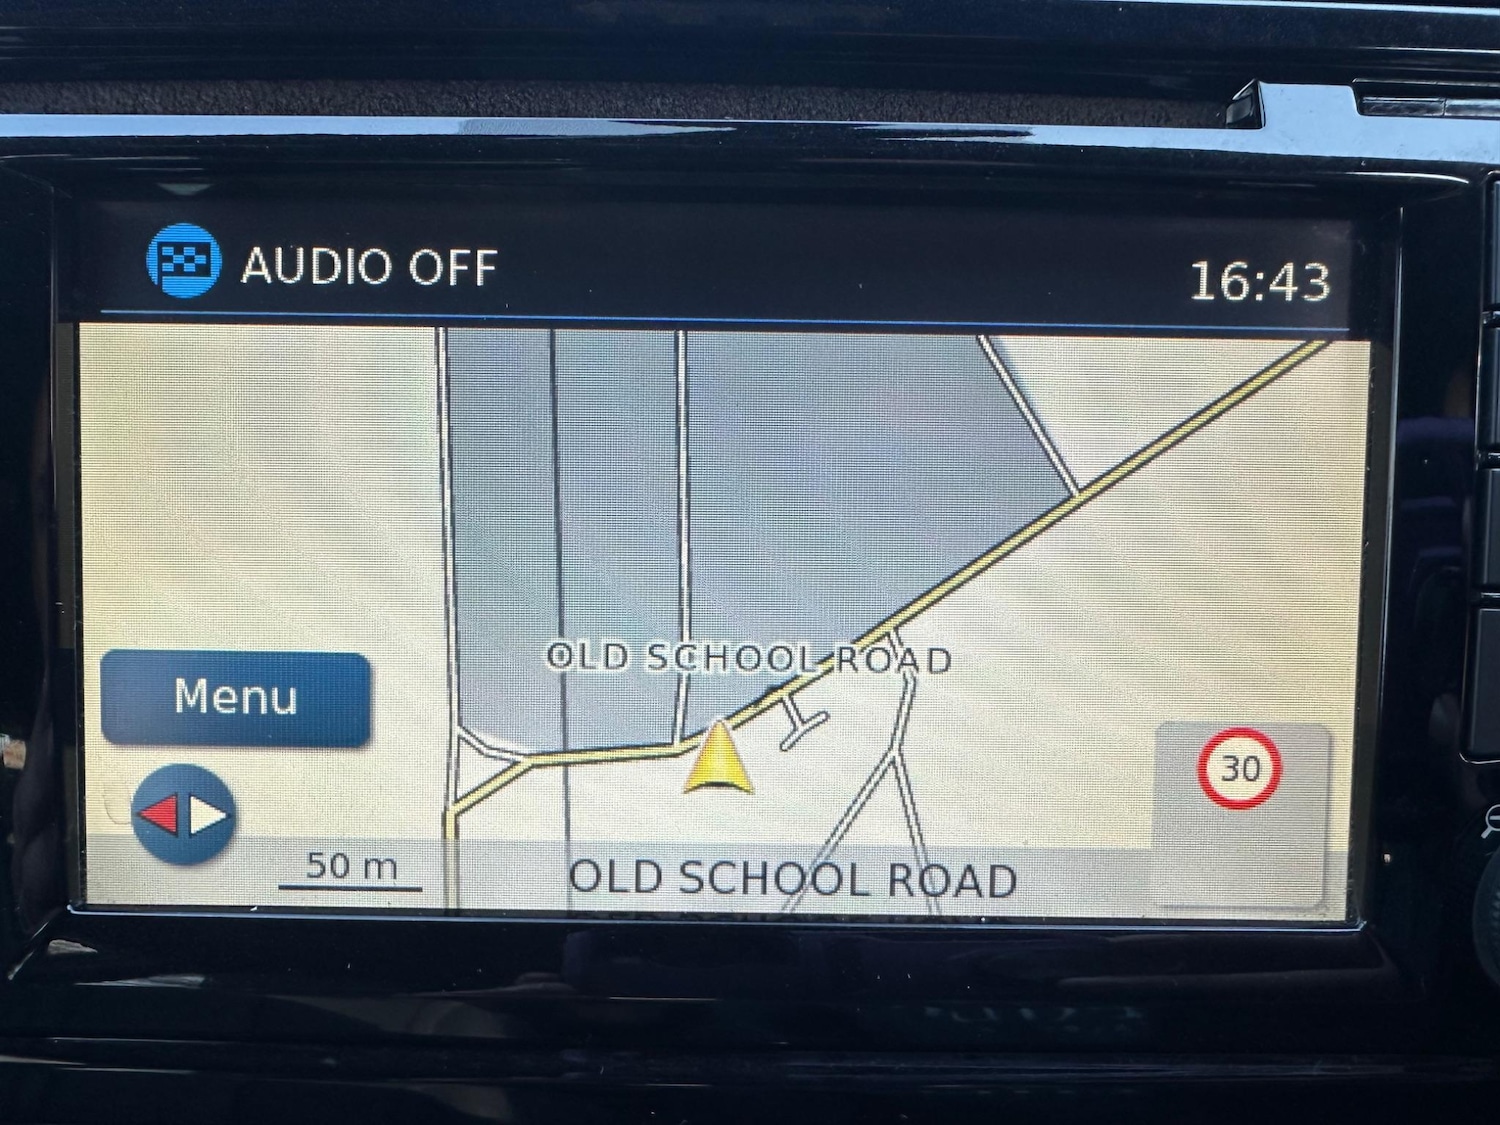 AUDIO OFF
16:43
OLD SCHOOL ROAD
Menu
30
50 m
OLD SCHOOL ROAD